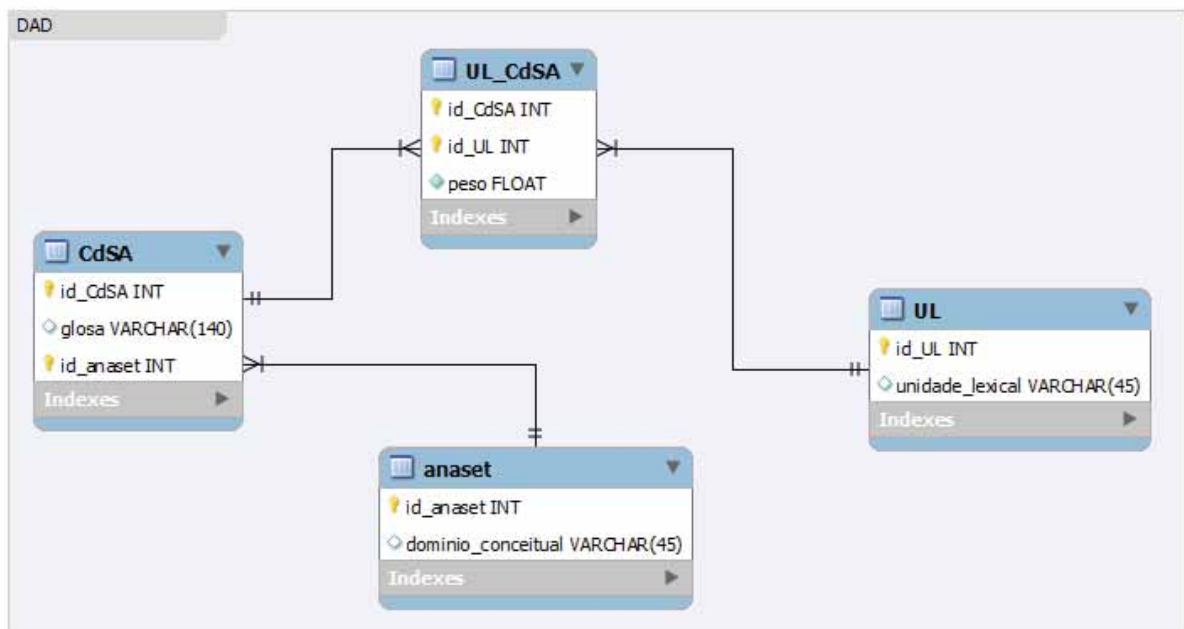 DAD
UL_CdSA
id_CdSA INT
id_UL INT
peso FLOAT
Indexes
CdSA
id_CdSA INT
glosa VARCHAR(140)
id_anaset INT
Indexes
UL
id_UL INT
unidade_lexical VARCHAR(45)
Indexes
anaset
id_anaset INT
dominio_conceitual VARCHAR(45)
Indexes